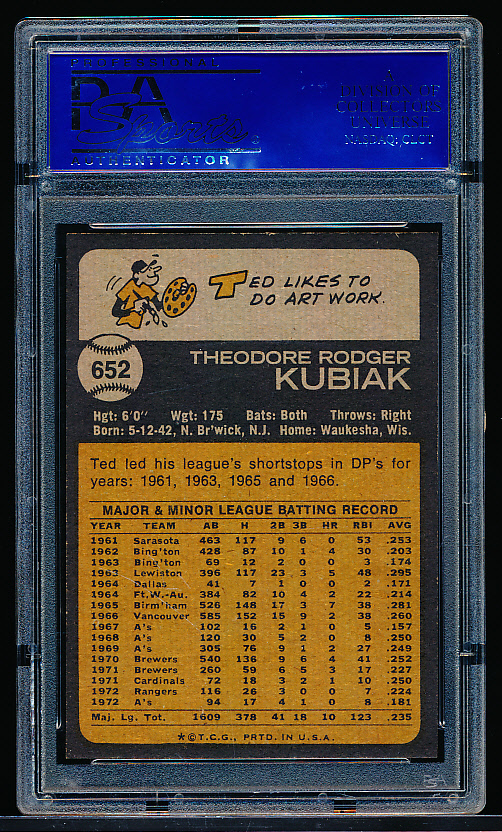 PROFESSIONAL
PSA
Sports
AUTHENTICATOR
A
DIVISION OF
COLLECTORS
UNIVERSE
NASDAQ: CLCT
TED LIKES TO
DO ART WORK.
652
THEODORE RODGER
KUBIAK
Hgt: 6'0" Wgt: 175 Bats: Both Throws: Right
Born: 5-12-42, N. Br'wick, N.J. Home: Waukesha, Wis.
Ted led his league's shortstops in DP's for
years: 1961, 1963, 1965 and 1966.
MAJOR & MINOR LEAGUE BATTING RECORD
YEAR TEAM AB H 2B 3B HR RBI AVG
1961 Sarasota 463 117 9 6 0 53 .253
1962 Bing'ton 428 87 10 1 4 30 .203
1963 Bing'ton 69 12 2 0 0 3 .174
1963 Lewiston 396 117 23 3 5 48 .295
1964 Dallas 41 7 1 0 0 2 .171
1964 Ft.W.-Au. 384 82 10 4 2 22 .214
1965 Birm'ham 526 148 17 3 7 38 .281
1966 Vancouver 585 152 15 9 2 38 .260
1967 A's 102 16 2 1 0 5 .157
1968 A's 120 30 5 2 0 8 .250
1969 A's 305 76 9 1 2 27 .249
1970 Brewers 540 136 9 6 4 41 .252
1971 Brewers 260 59 6 5 3 17 .227
1971 Cardinals 72 18 3 2 1 10 .250
1972 Rangers 116 26 3 0 0 7 .224
1972 A's 94 17 4 1 0 8 .181
Maj. Lg. Tot. 1609 378 41 18 10 123 .235
*©T.C.G., PRTD. IN U.S.A.